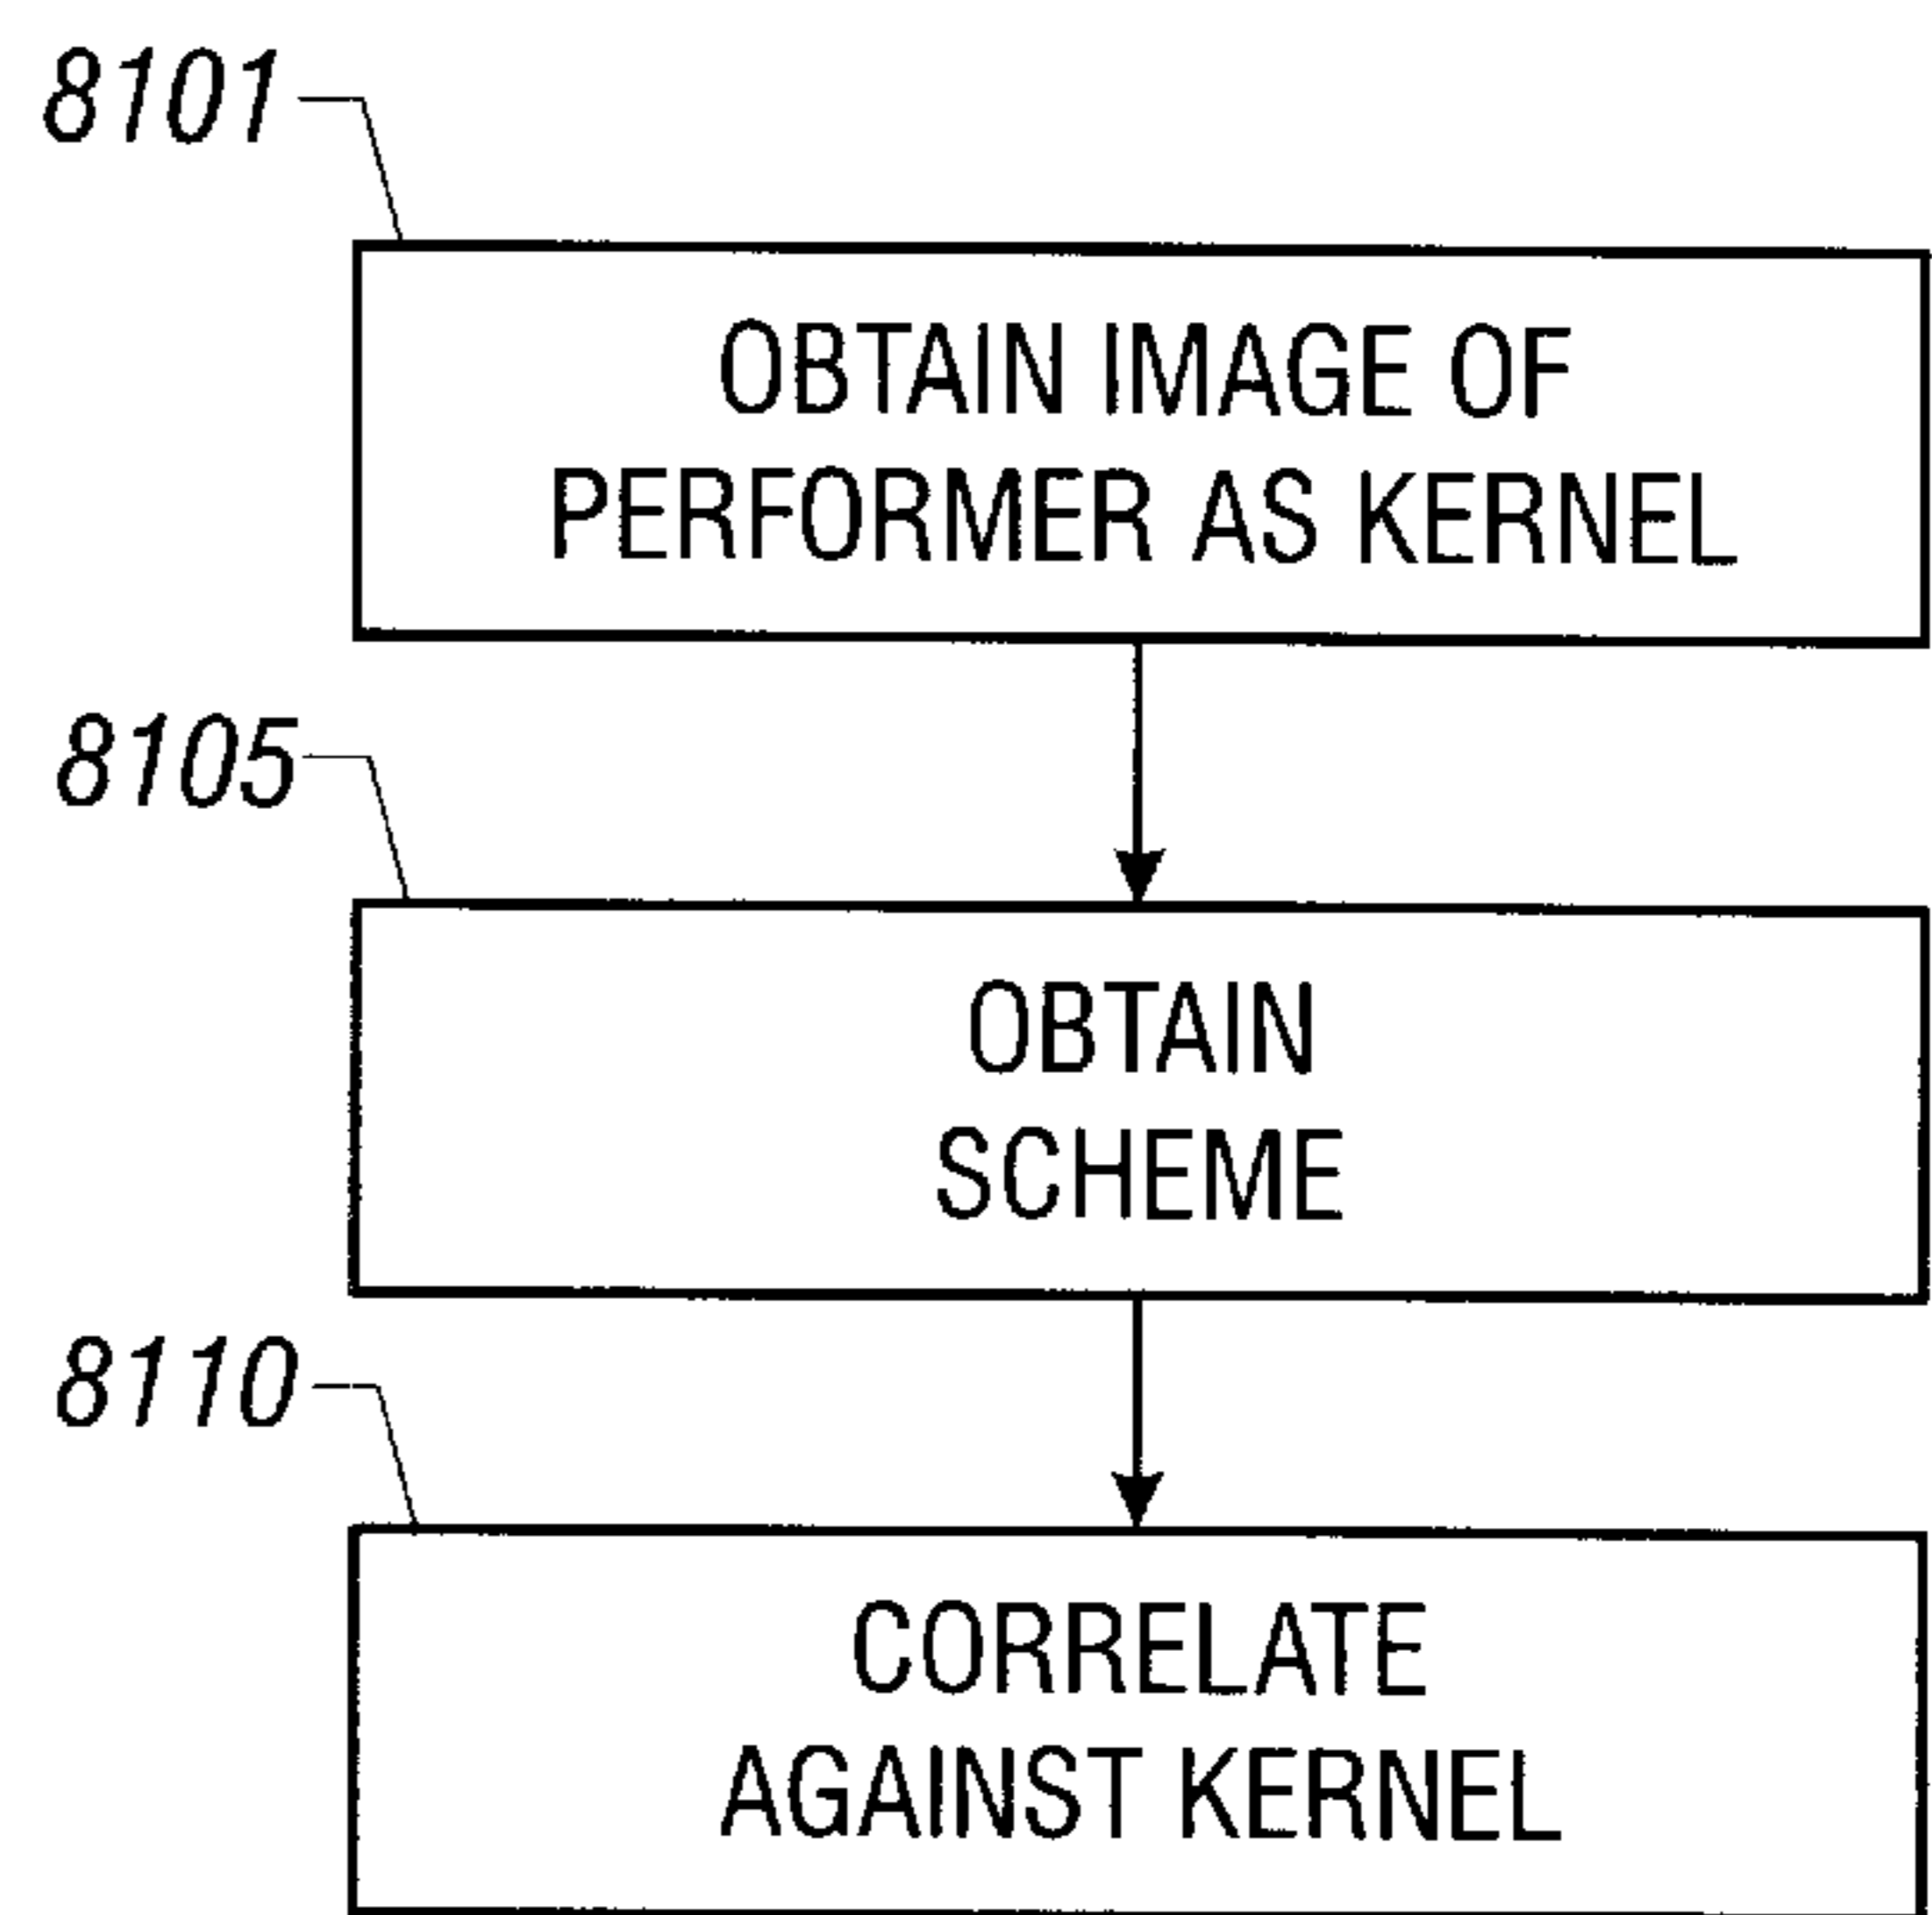 8101
OBTAIN IMAGE OF
PERFORMER AS KERNEL
8105
OBTAIN
SCHEME
8110
CORRELATE
AGAINST KERNEL